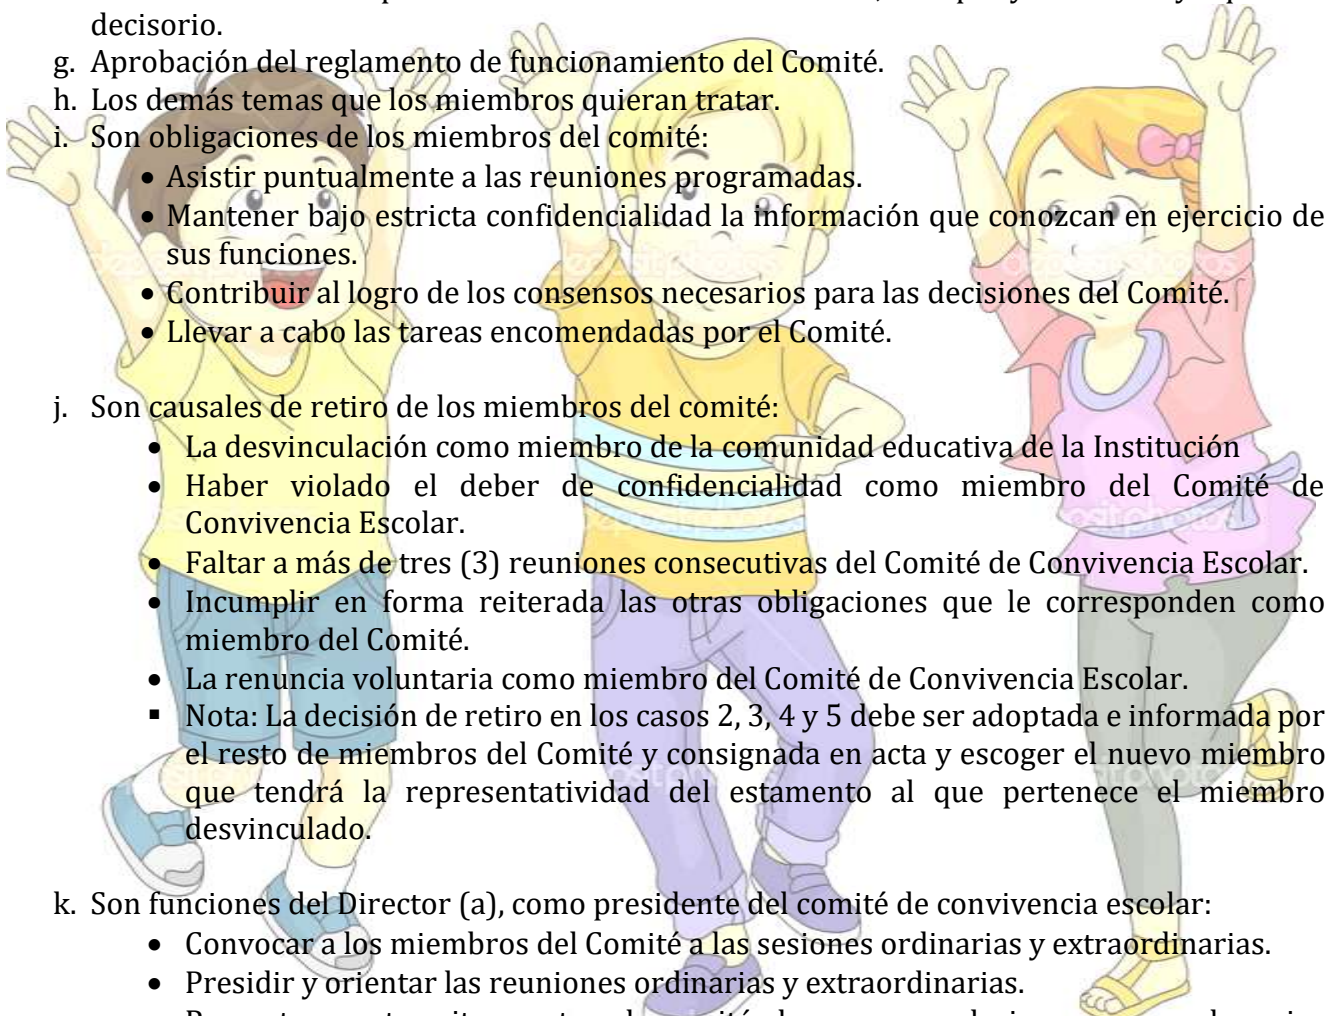 decisorio.
g. Aprobación del reglamento de funcionamiento del Comité.
h. Los demás temas que los miembros quieran tratar.
i. Son obligaciones de los miembros del comité:
• Asistir puntualmente a las reuniones programadas.
• Mantener bajo estricta confidencialidad la información que conozcan en ejercicio de
sus funciones.
• Contribuir al logro de los consensos necesarios para las decisiones del Comité.
• Llevar a cabo las tareas encomendadas por el Comité.
j. Son causales de retiro de los miembros del comité:
• La desvinculación como miembro de la comunidad educativa de la Institución
• Haber violado el deber de confidencialidad como miembro del Comité de
Convivencia Escolar.
• Faltar a más de tres (3) reuniones consecutivas del Comité de Convivencia Escolar.
• Incumplir en forma reiterada las otras obligaciones que le corresponden como
miembro del Comité.
• La renuncia voluntaria como miembro del Comité de Convivencia Escolar.
▪ Nota: La decisión de retiro en los casos 2, 3, 4 y 5 debe ser adoptada e informada por
el resto de miembros del Comité y consignada en acta y escoger el nuevo miembro
que tendrá la representatividad del estamento al que pertenece el miembro
desvinculado.
k. Son funciones del Director (a), como presidente del comité de convivencia escolar:
• Convocar a los miembros del Comité a las sesiones ordinarias y extraordinarias.
• Presidir y orientar las reuniones ordinarias y extraordinarias.